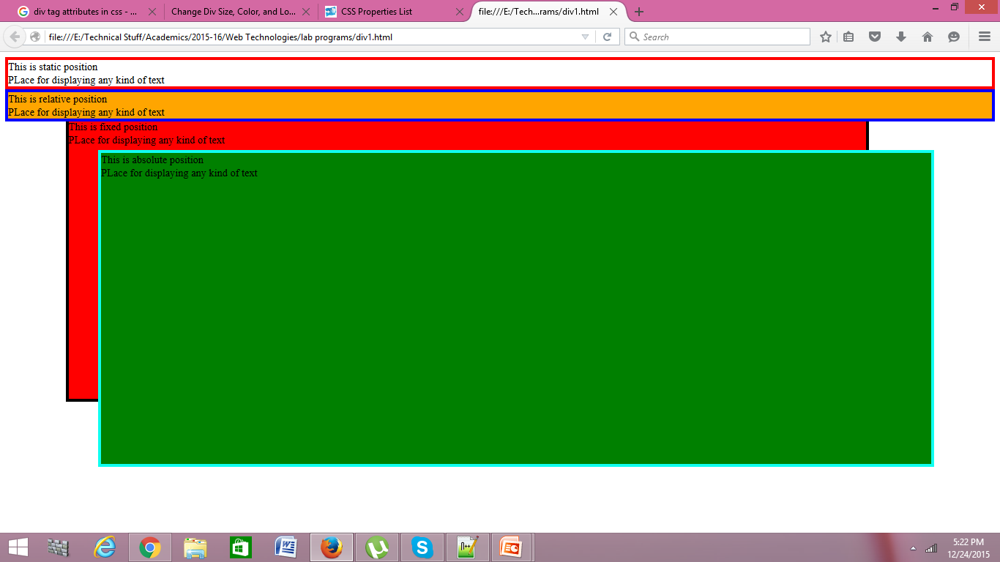 div tag attributes in css - ...
Change Div Size, Color, and Lo...
CSS Properties List
file:///E:/Tech...rams/div1.html
file:///E:/Technical Stuff/Academics/2015-16/Web Technologies/lab programs/div1.html
Search
This is static position
PLace for displaying any kind of text
This is relative position
PLace for displaying any kind of text
This is fixed position
PLace for displaying any kind of text
This is absolute position
PLace for displaying any kind of text
5:22 PM
12/24/2015